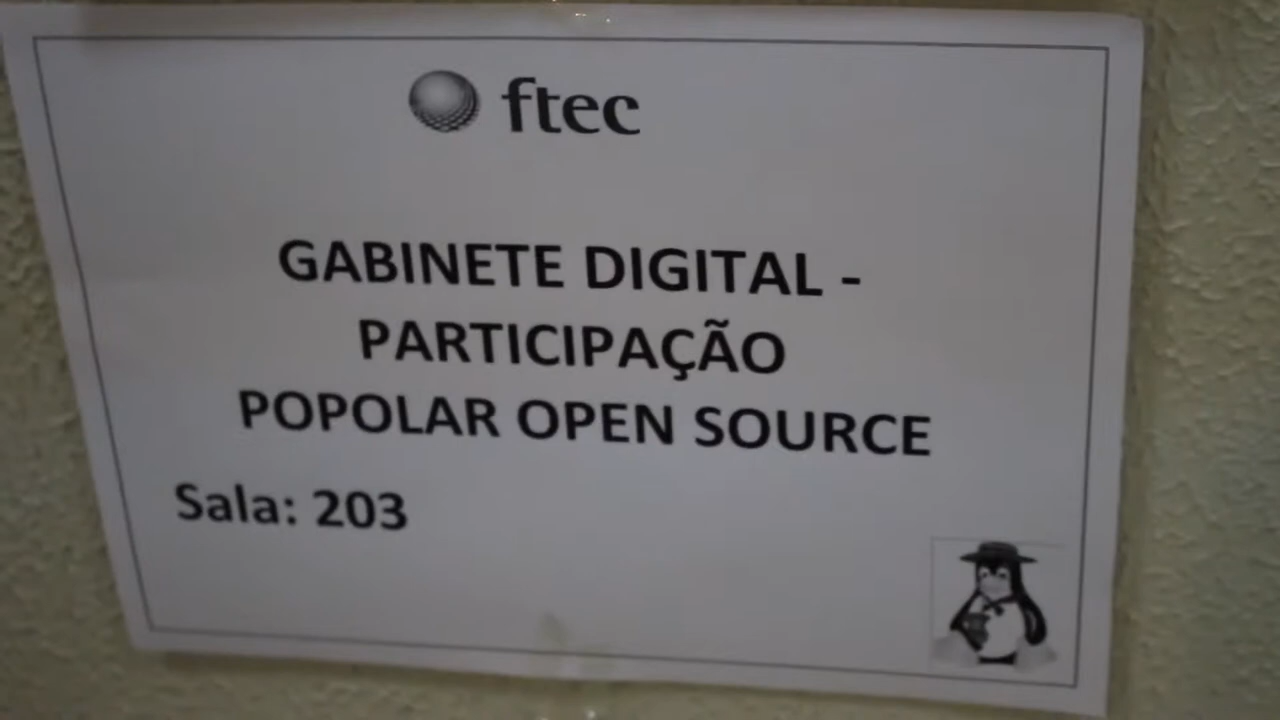 ftec
GABINETE DIGITAL -
PARTICIPAÇÃO
POPOLAR OPEN SOURCE
Sala: 203